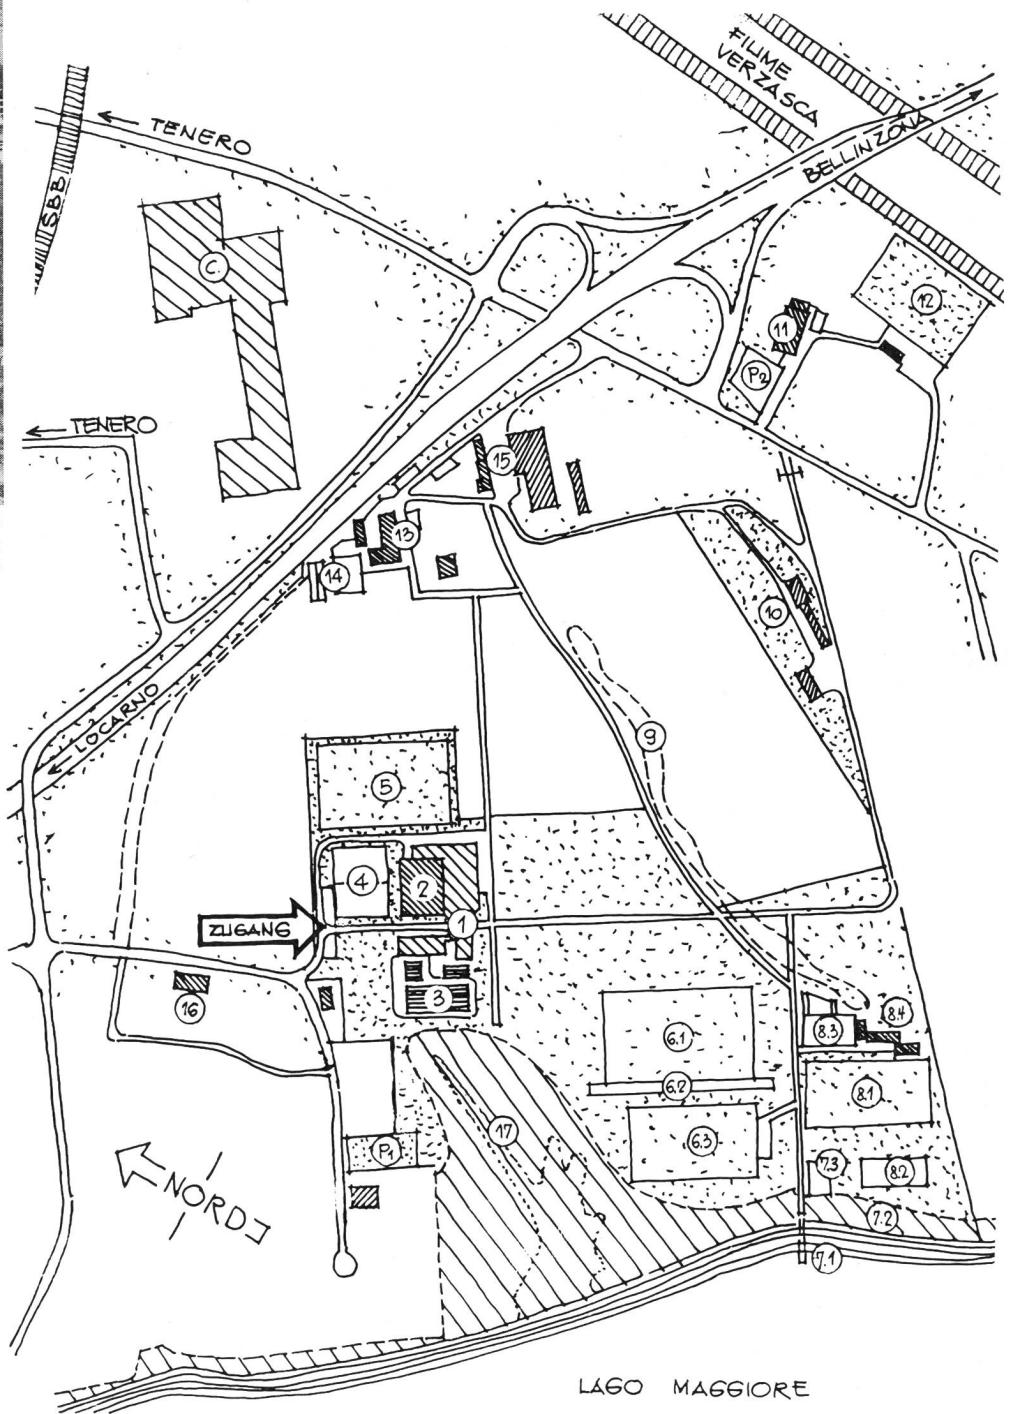 FIUME
VERZASCA
TENERO
BELLINZONA
SBB
C.
12
11
P2
TENERO
15
13
14
10
LOCARNO
9
5
4
2
ZUGANG
1
3
16
6.1
8.3
8.4
6.2
8.1
17
6.3
P1
7.3
8.2
NORD
7.2
7.1
LAGO MAGGIORE